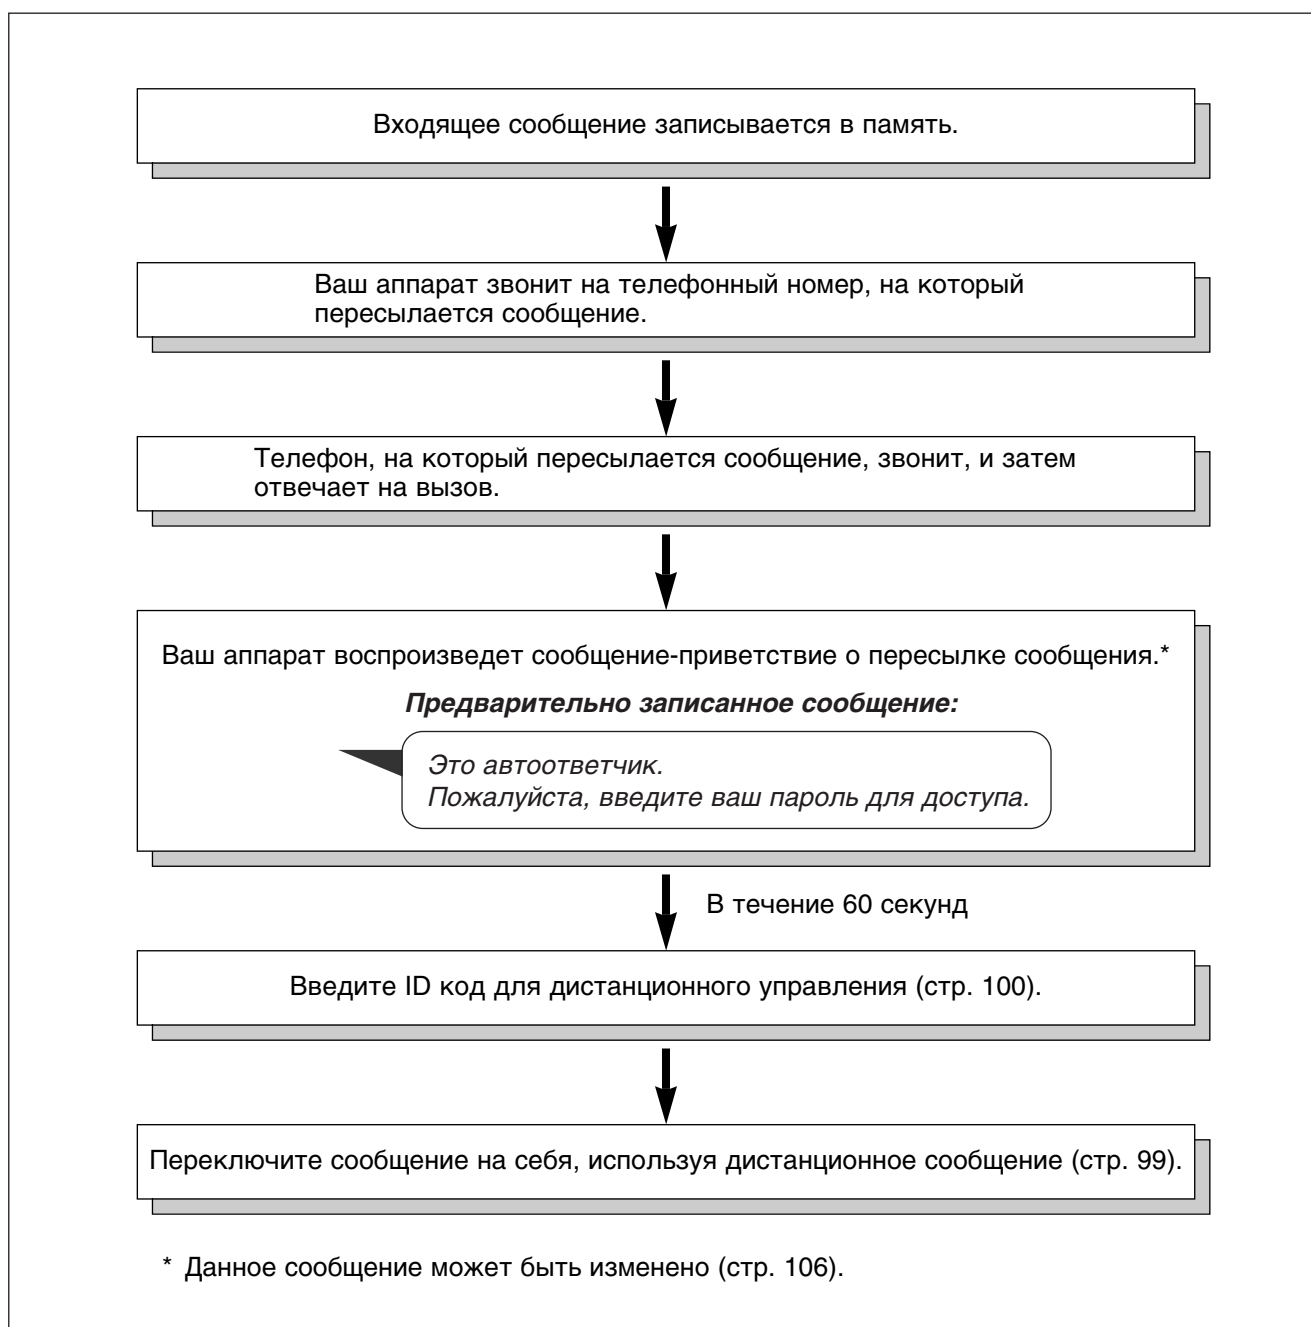 Входящее сообщение записывается в память.
Ваш аппарат звонит на телефонный номер, на который
пересылается сообщение.
Телефон, на который пересылается сообщение, звонит, и затем
отвечает на вызов.
Ваш аппарат воспроизведет сообщение-приветствие о пересылке сообщения.*
Предварительно записанное сообщение:
Это автоответчик.
Пожалуйста, введите ваш пароль для доступа.
В течение 60 секунд
Введите ID код для дистанционного управления (стр. 100).
Переключите сообщение на себя, используя дистанционное сообщение (стр. 99).
* Данное сообщение может быть изменено (стр. 106).